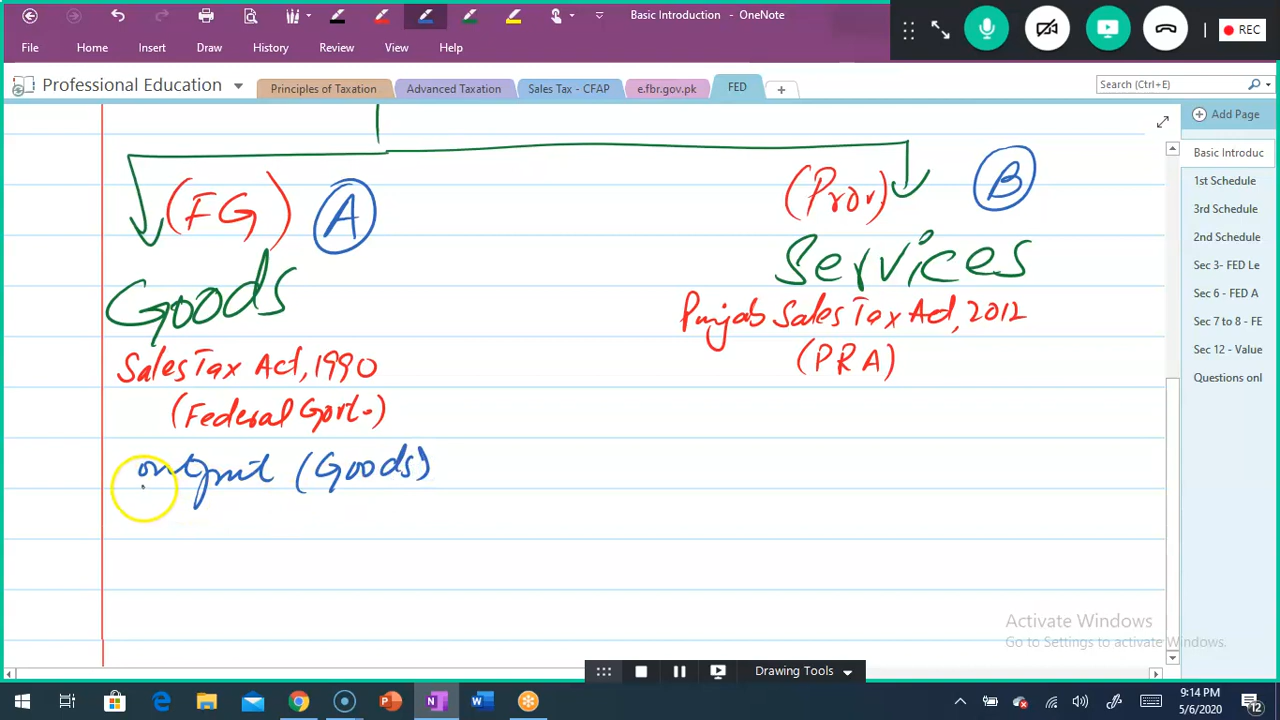 Basic Introduction - OneNote
REC
File Home Insert Draw History Review View Help
Professional Education
Principles of Taxation
Advanced Taxation
Sales Tax - CFAP
e.fbr.gov.pk
FED
Search (Ctrl+E)
Add Page
Basic Introduc
1st Schedule
3rd Schedule
2nd Schedule
Sec 3- FED Le
Sec 6 - FED A
Sec 7 to 8 - FE
Sec 12 - Value
Questions onl
(FG) A
(Prov) B
Goods
Services
Sales Tax Act, 1990
(Federal Govt.)
Punjab Sales Tax Act, 2012
(PRA)
output (Goods)
Activate Windows
Go to Settings to activate Windows.
Drawing Tools
9:14 PM
5/6/2020
12